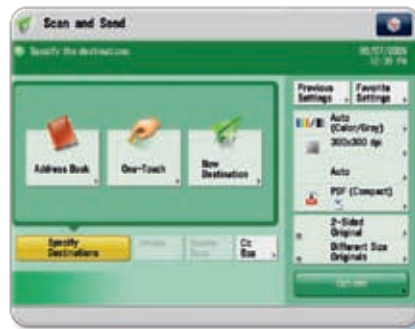 Scan and Send
Specify the destinations.
Previous
Settings
Favorite
Settings
Auto
(Color/Gray)
300x300 dpi
Address Book
One-Touch
New
Destination
Auto
PDF (Compact)
2-Sided
Original
Different Size
Originals
Specify
Destinations
Cc
Bcc
Options